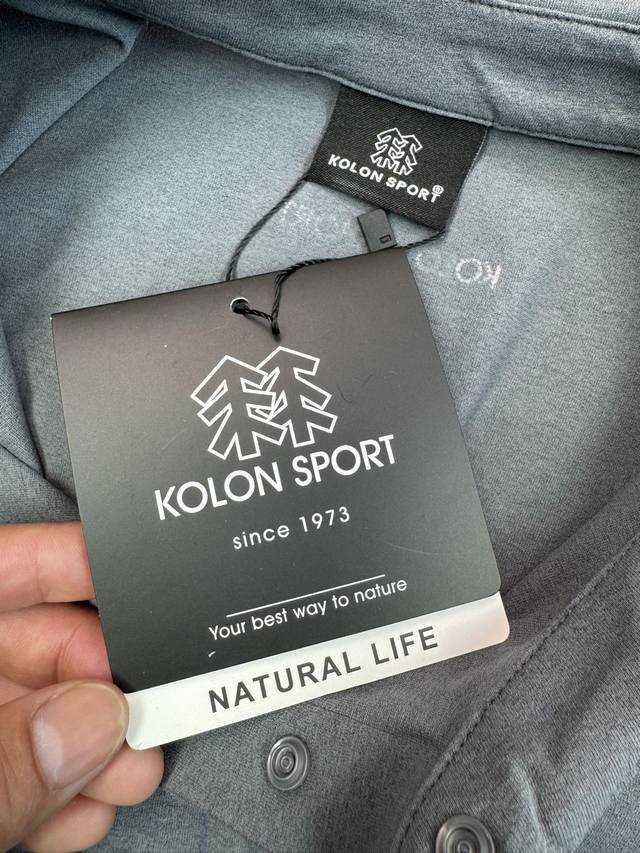 KOLON SPORT®
KOLON SPORT
since 1973
Your best way to nature
NATURAL LIFE